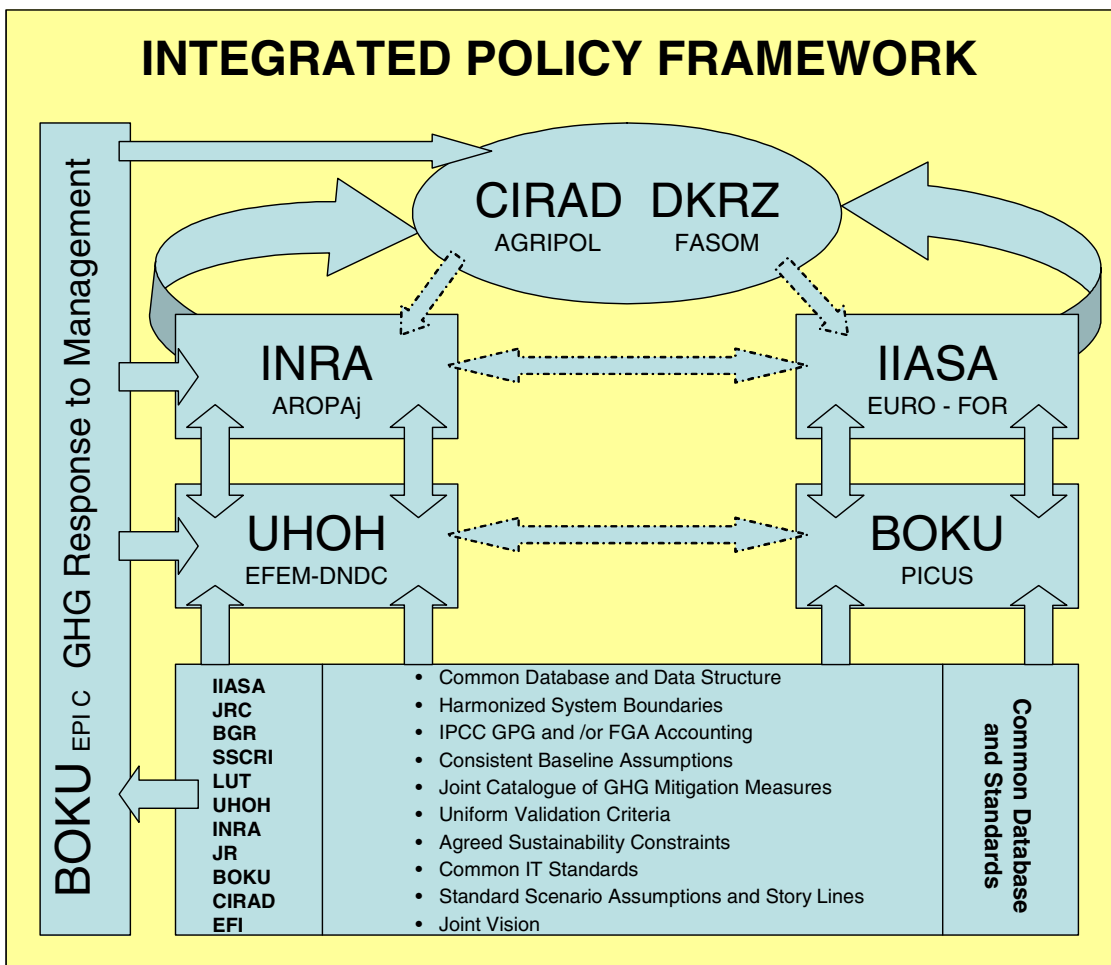 INTEGRATED POLICY FRAMEWORK
BOKU EPI C GHG Response to Management
CIRAD DKRZ
AGRIPOL FASOM
INRA
AROPAj
IIASA
EURO - FOR
UHOH
EFEM-DNDC
BOKU
PICUS
IIASA
JRC
BGR
SSCRI
LUT
UHOH
INRA
JR
BOKU
CIRAD
EFI
• Common Database and Data Structure
• Harmonized System Boundaries
• IPCC GPG and /or FGA Accounting
• Consistent Baseline Assumptions
• Joint Catalogue of GHG Mitigation Measures
• Uniform Validation Criteria
• Agreed Sustainability Constraints
• Common IT Standards
• Standard Scenario Assumptions and Story Lines
• Joint Vision
Common Database
and Standards